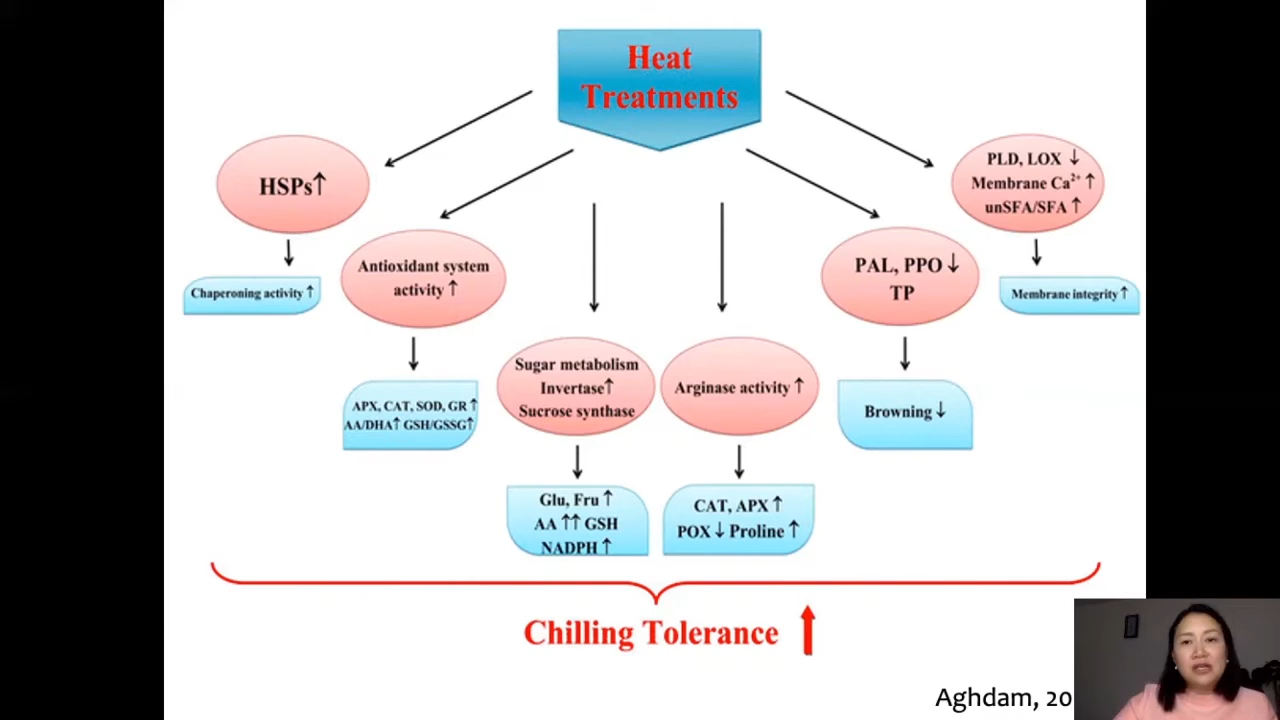 Heat
Treatments
HSPs↑
Chaperoning activity ↑
Antioxidant system
activity ↑
APX, CAT, SOD, GR ↑
AA/DHA↑ GSH/GSSG↑
Sugar metabolism
Invertase↑
Sucrose synthase
Glu, Fru ↑
AA ↑↑ GSH
NADPH ↑
Arginase activity ↑
CAT, APX ↑
POX ↓ Proline ↑
PAL, PPO ↓
TP
Browning ↓
PLD, LOX ↓
Membrane Ca²⁺ ↑
unSFA/SFA ↑
Membrane integrity ↑
Chilling Tolerance ↑
Aghdam, 20